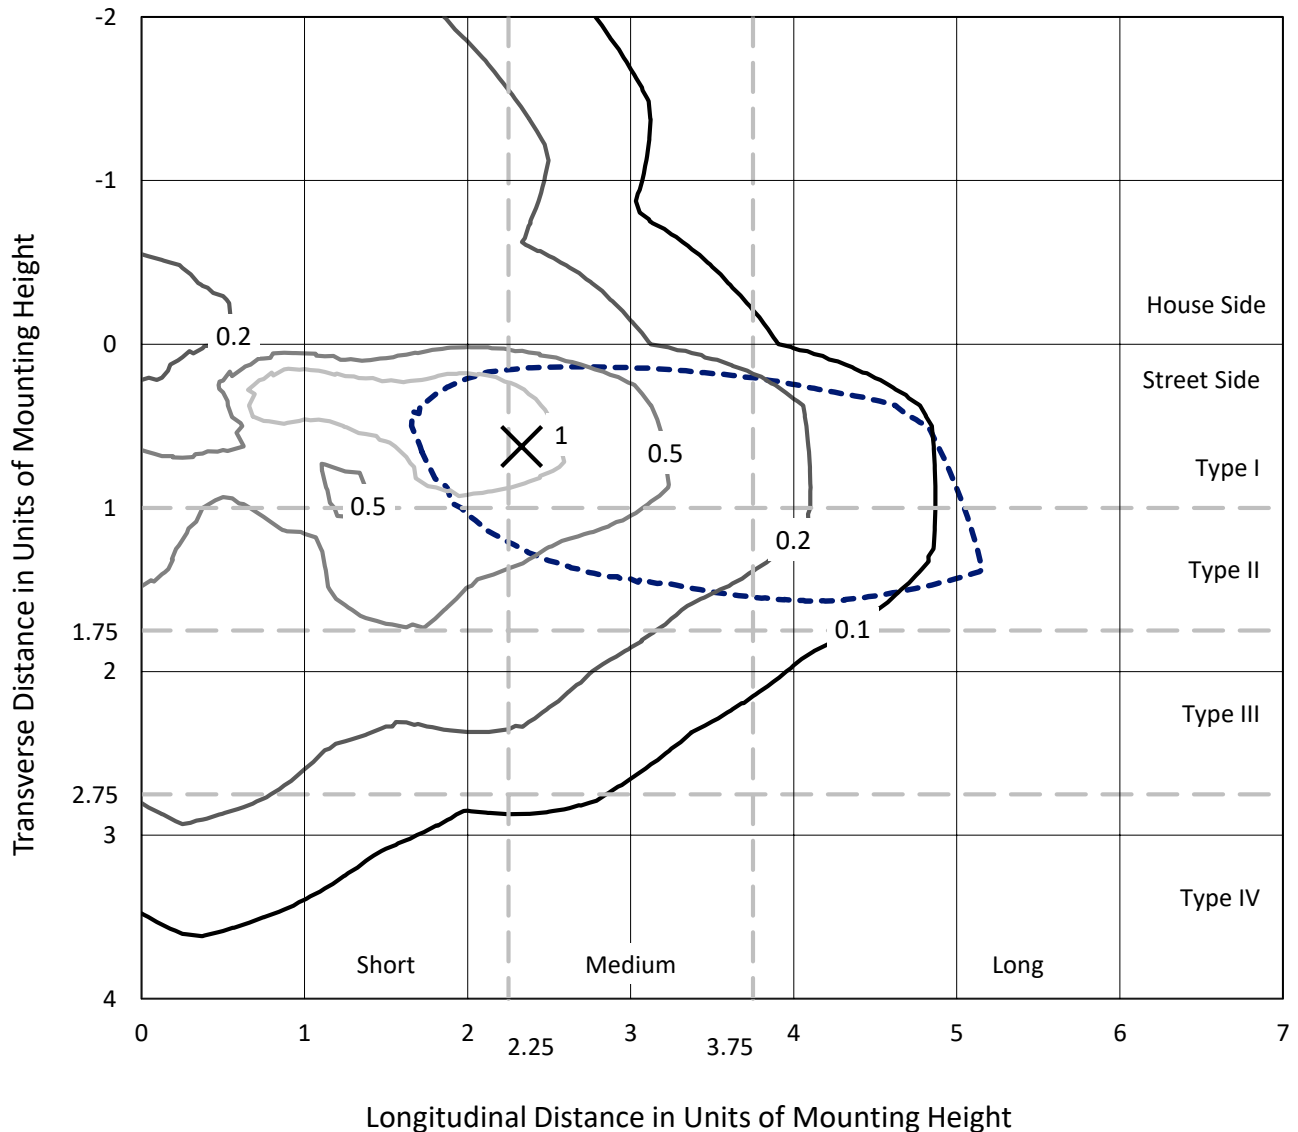 Transverse Distance in Units of Mounting Height
-2
-1
0
1
1.75
2
2.75
3
4
House Side
0.2
Street Side
1
0.5
Type I
0.5
0.2
Type II
0.1
Type III
Type IV
Short Medium Long
0 1 2 3 4 5 6 7
2.25 3.75
Longitudinal Distance in Units of Mounting Height